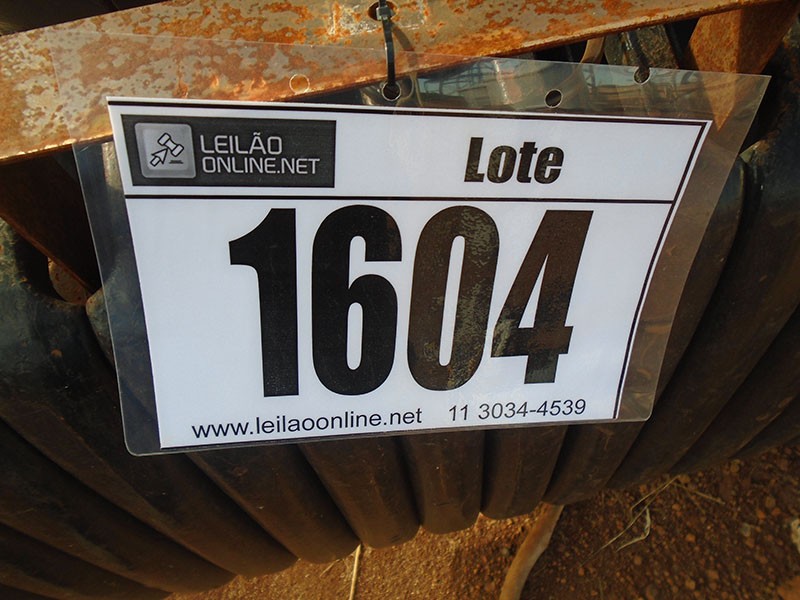 LEILÃO
ONLINE.NET
Lote
1604
www.leilaoonline.net 11 3034-4539